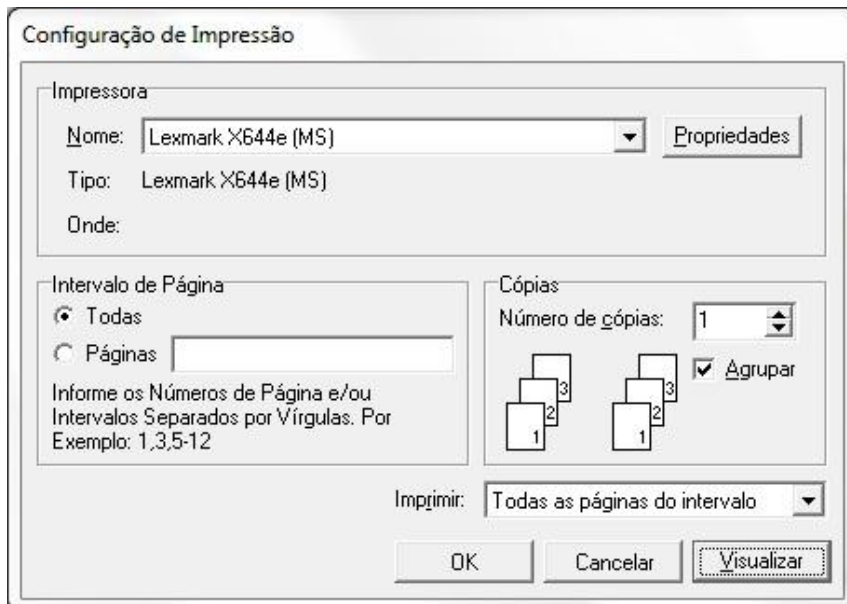 Configuração de Impressão
Impressora
Nome: Lexmark X644e (MS) Propriedades
Tipo: Lexmark X644e (MS)
Onde:
Intervalo de Página
Todas
Páginas
Informe os Números de Página e/ou
Intervalos Separados por Vírgulas. Por
Exemplo: 1,3,5-12
Cópias
Número de cópias: 1
Agrupar
3 3
2 2
1 1
Imprimir: Todas as páginas do intervalo
OK Cancelar Visualizar